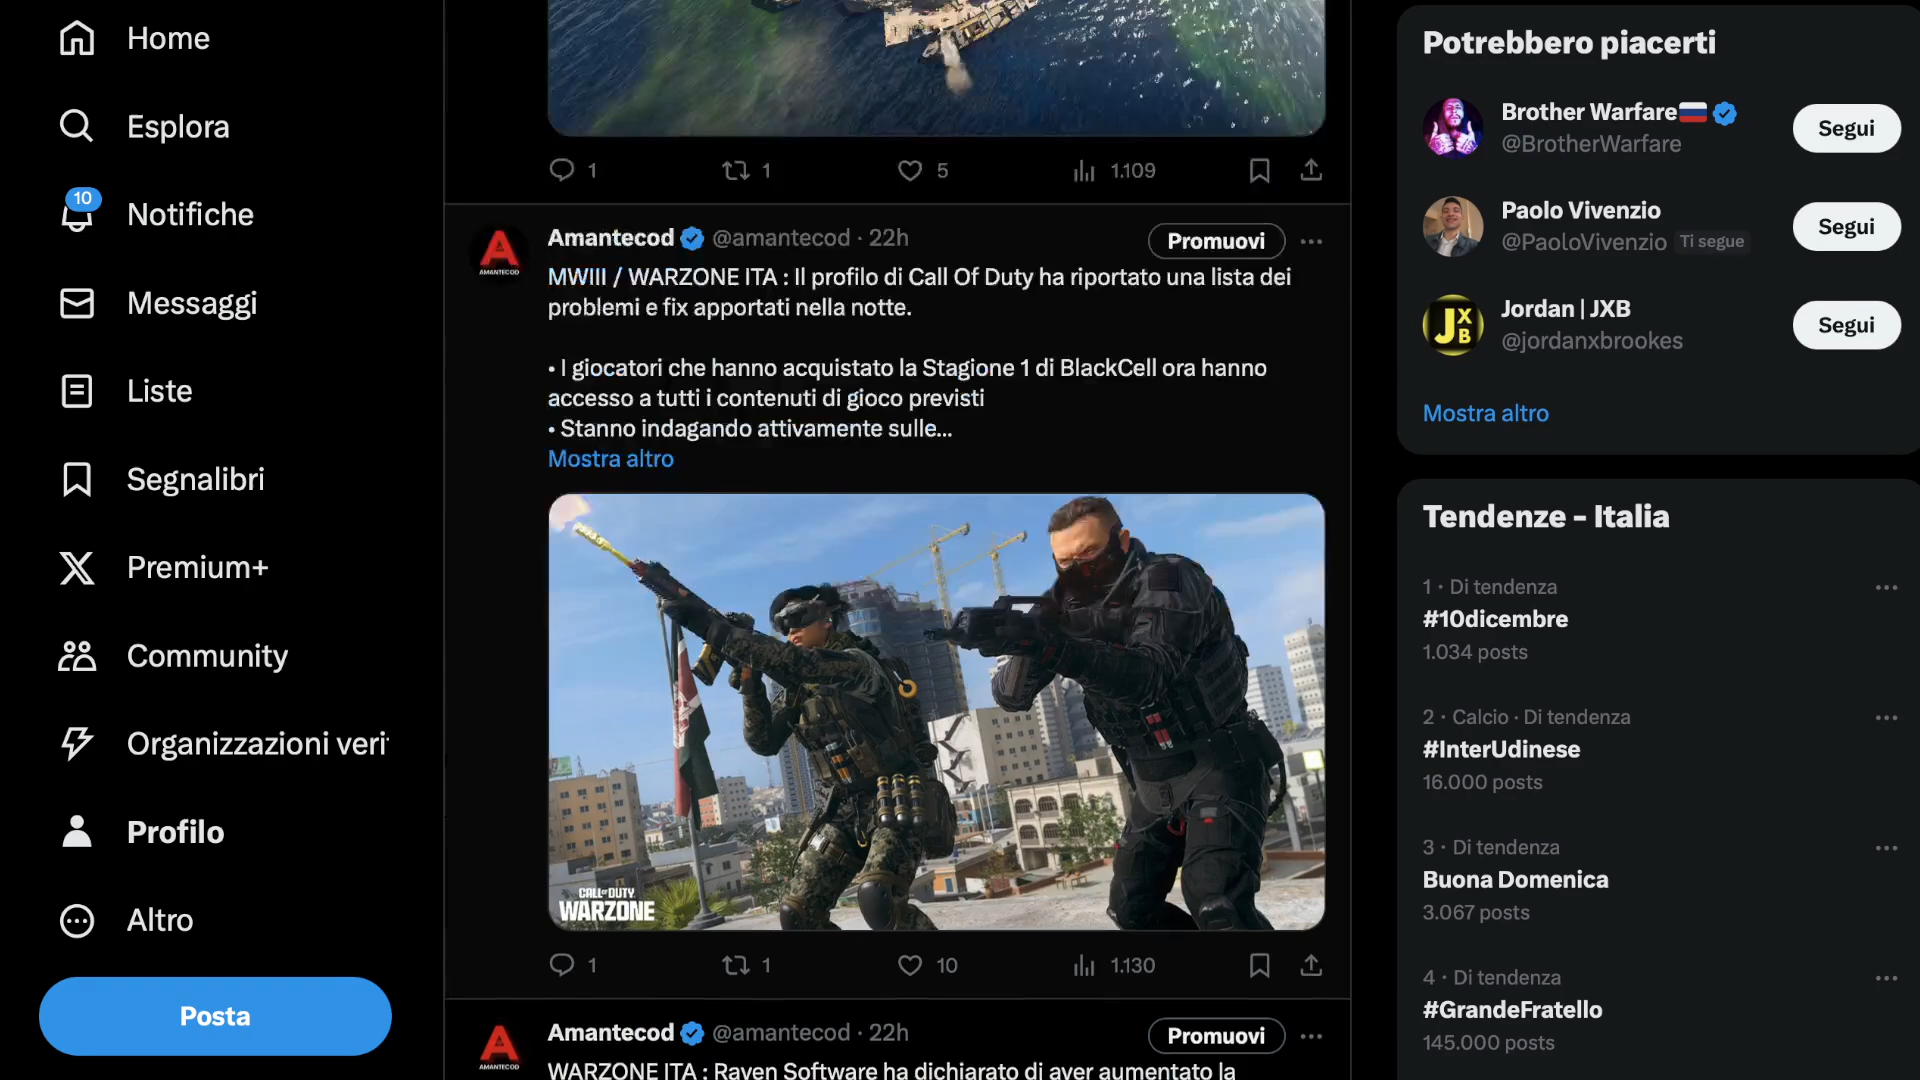 Home
Esplora
10
Notifiche
Messaggi
Liste
Segnalibri
Premium+
Community
Organizzazioni veri
Profilo
Altro
Posta
1 1 5 1.109
Amantecod @amantecod · 22h
Promuovi
AMANTECOD
MWIII / WARZONE ITA : Il profilo di Call Of Duty ha riportato una lista dei
problemi e fix apportati nella notte.
• I giocatori che hanno acquistato la Stagione 1 di BlackCell ora hanno
accesso a tutti i contenuti di gioco previsti
• Stanno indagando attivamente sulle...
Mostra altro
CALL OF DUTY
WARZONE
1 1 10 1.130
Amantecod @amantecod · 22h
Promuovi
AMANTECOD
WARZONE ITA : Raven Software ha dichiarato di aver aumentato la
Potrebbero piacerti
Brother Warfare
@BrotherWarfare
Segui
Paolo Vivenzio
@PaoloVivenzio Ti segue
Segui
JXB
Jordan | JXB
@jordanxbrookes
Segui
Mostra altro
Tendenze - Italia
1 · Di tendenza
#10dicembre
1.034 posts
2 · Calcio · Di tendenza
#InterUdinese
16.000 posts
3 · Di tendenza
Buona Domenica
3.067 posts
4 · Di tendenza
#GrandeFratello
145.000 posts